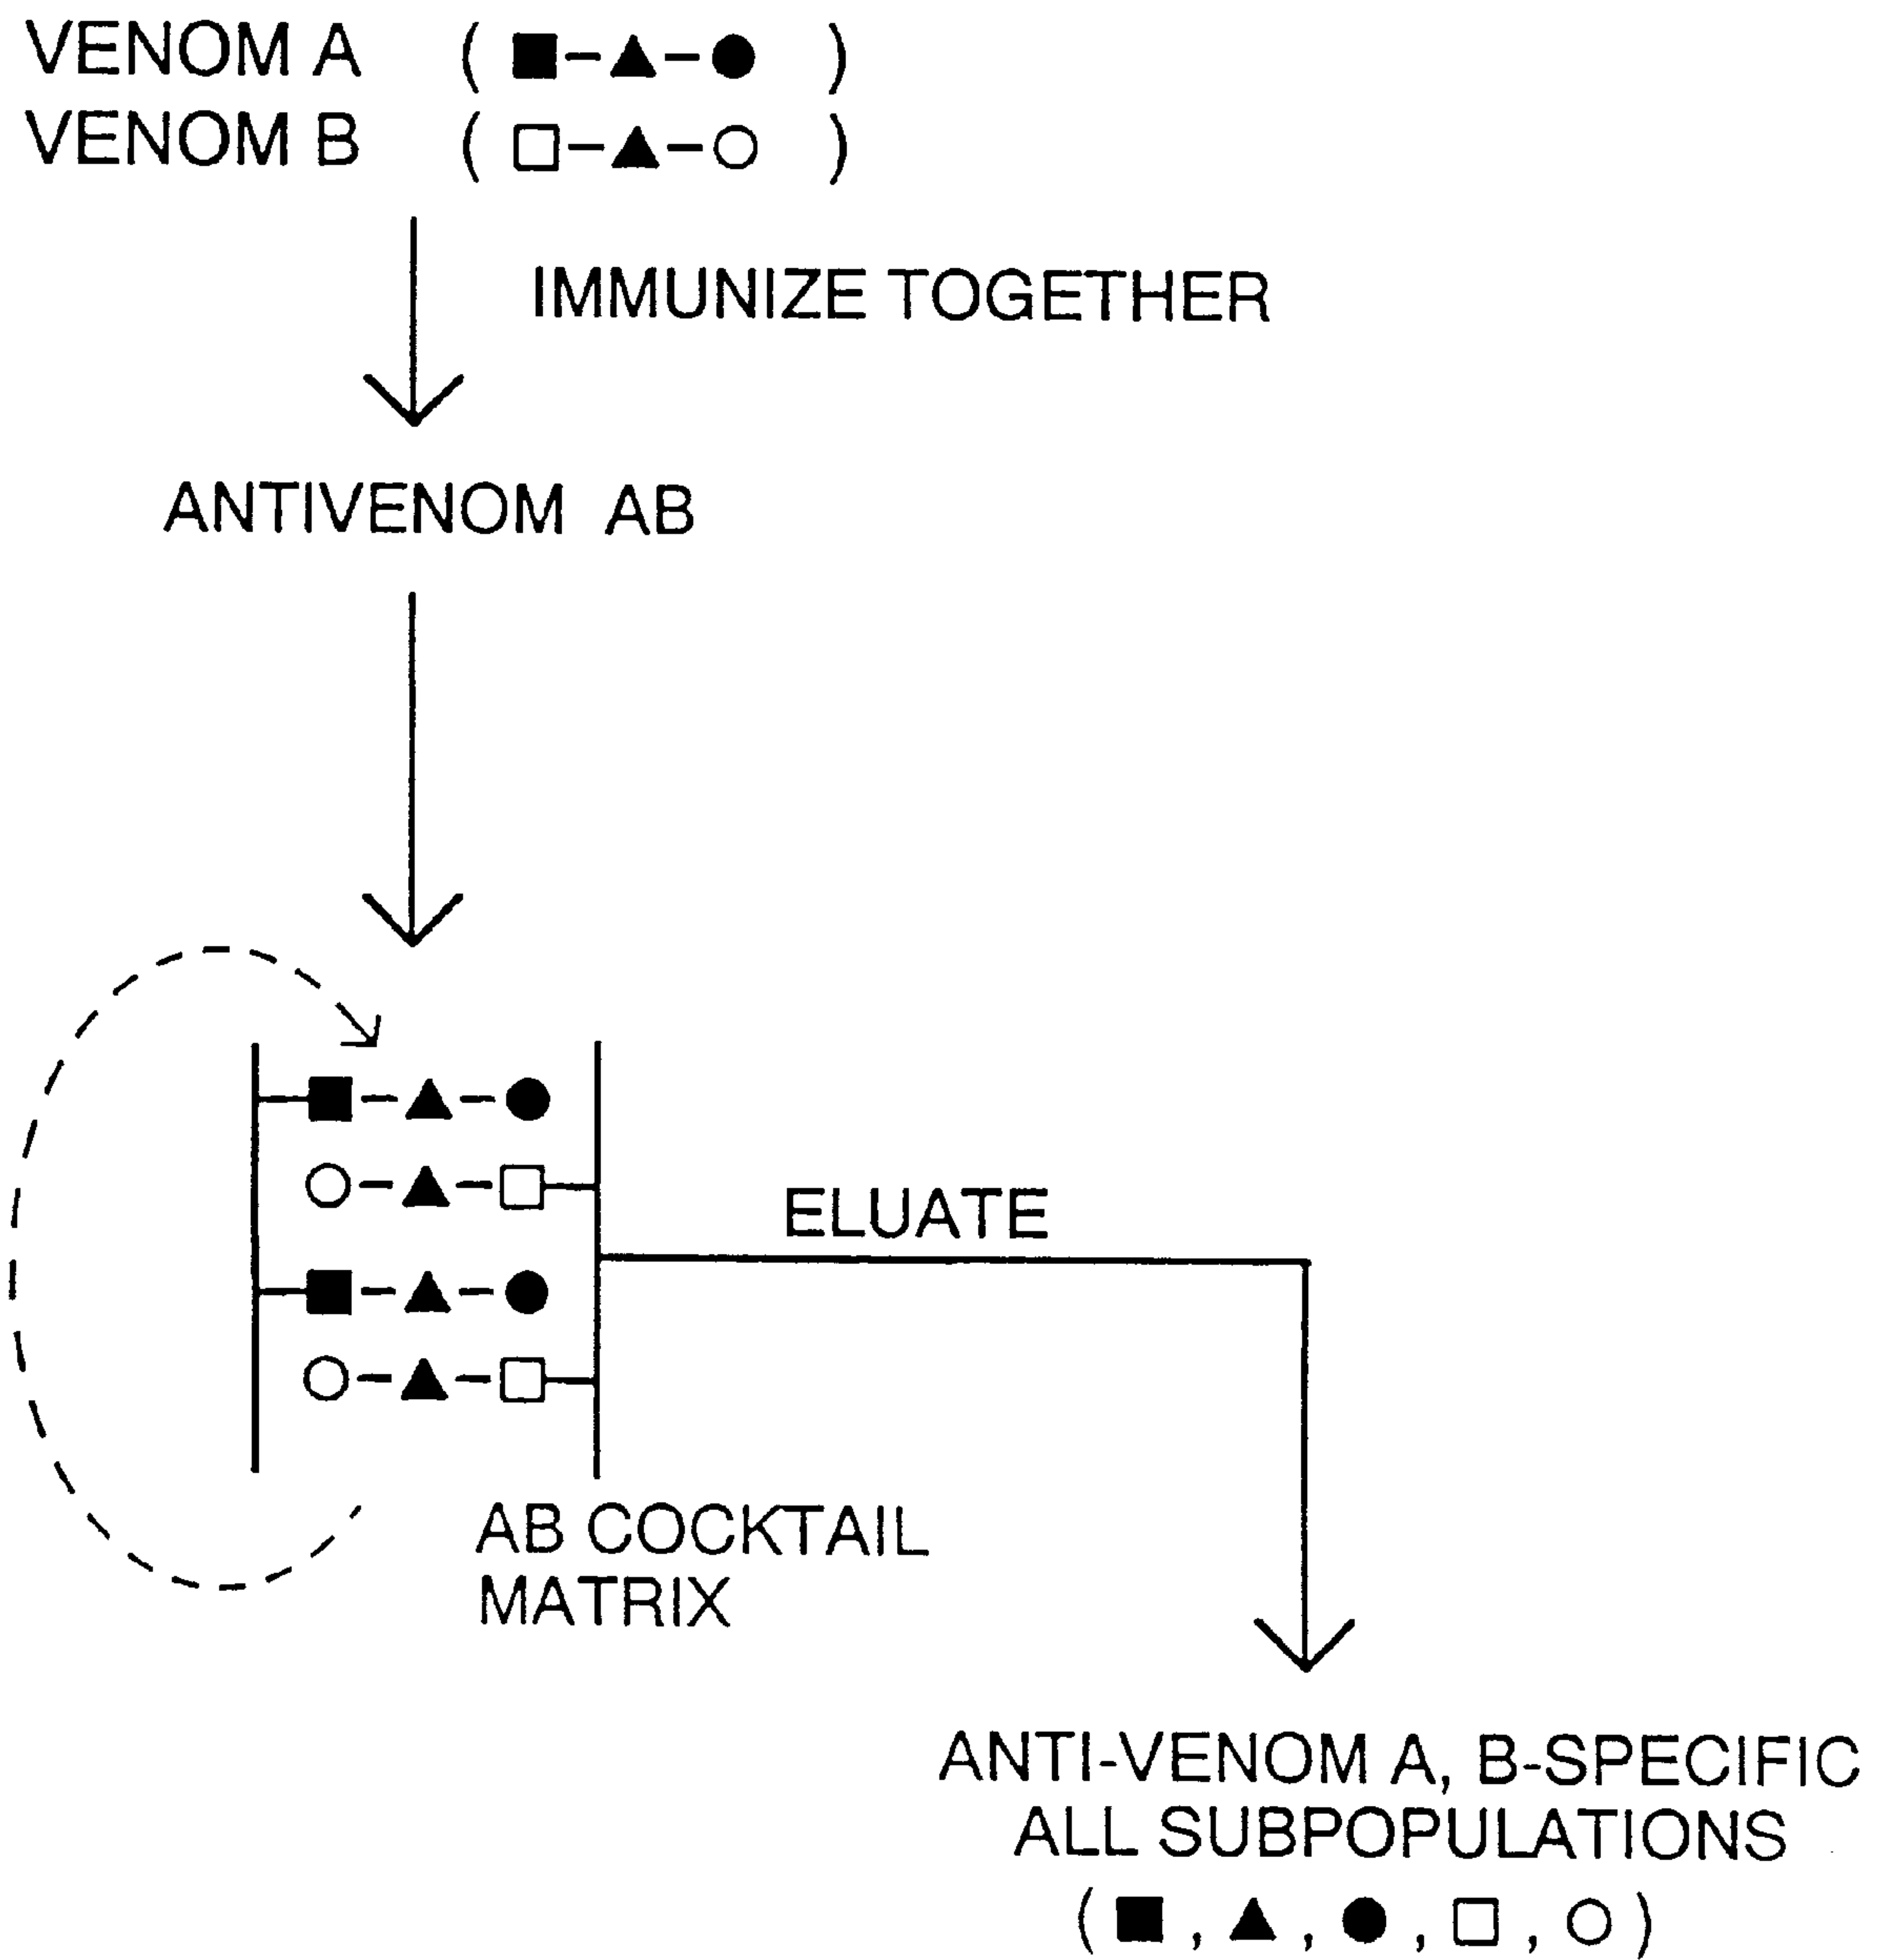 VENOM A ( ■-▲-● )
VENOM B ( □-▲-○ )
IMMUNIZE TOGETHER
ANTIVENOM AB
ELUATE
AB COCKTAIL
MATRIX
ANTI-VENOM A, B-SPECIFIC
ALL SUBPOPULATIONS
( ■ , ▲ , ● , □ , ○ )